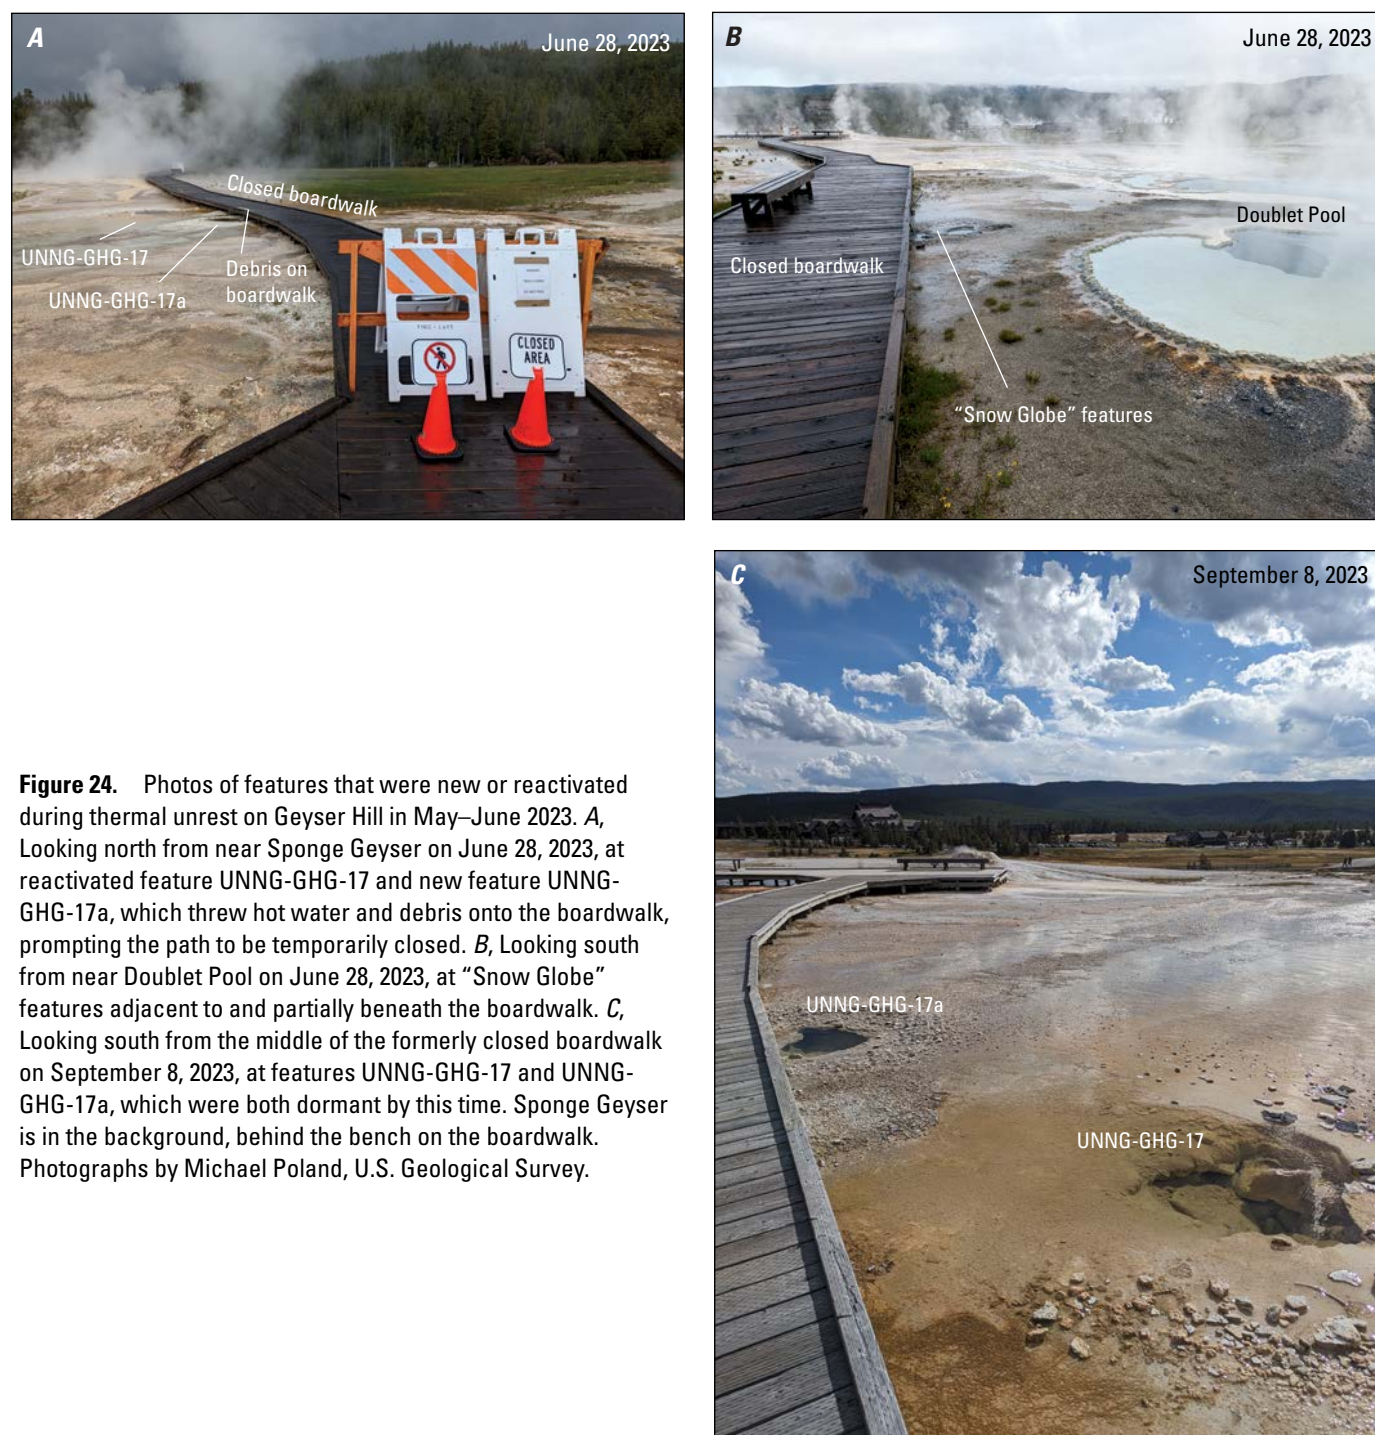 A
June 28, 2023
Closed boardwalk
UNNG-GHG-17
Debris on
boardwalk
UNNG-GHG-17a
CLOSED
AREA
B
June 28, 2023
Doublet Pool
Closed boardwalk
“Snow Globe” features
C
September 8, 2023
UNNG-GHG-17a
UNNG-GHG-17
Figure 24. Photos of features that were new or reactivated
during thermal unrest on Geyser Hill in May–June 2023. A,
Looking north from near Sponge Geyser on June 28, 2023, at
reactivated feature UNNG-GHG-17 and new feature UNNG-
GHG-17a, which threw hot water and debris onto the boardwalk,
prompting the path to be temporarily closed. B, Looking south
from near Doublet Pool on June 28, 2023, at “Snow Globe”
features adjacent to and partially beneath the boardwalk. C,
Looking south from the middle of the formerly closed boardwalk
on September 8, 2023, at features UNNG-GHG-17 and UNNG-
GHG-17a, which were both dormant by this time. Sponge Geyser
is in the background, behind the bench on the boardwalk.
Photographs by Michael Poland, U.S. Geological Survey.